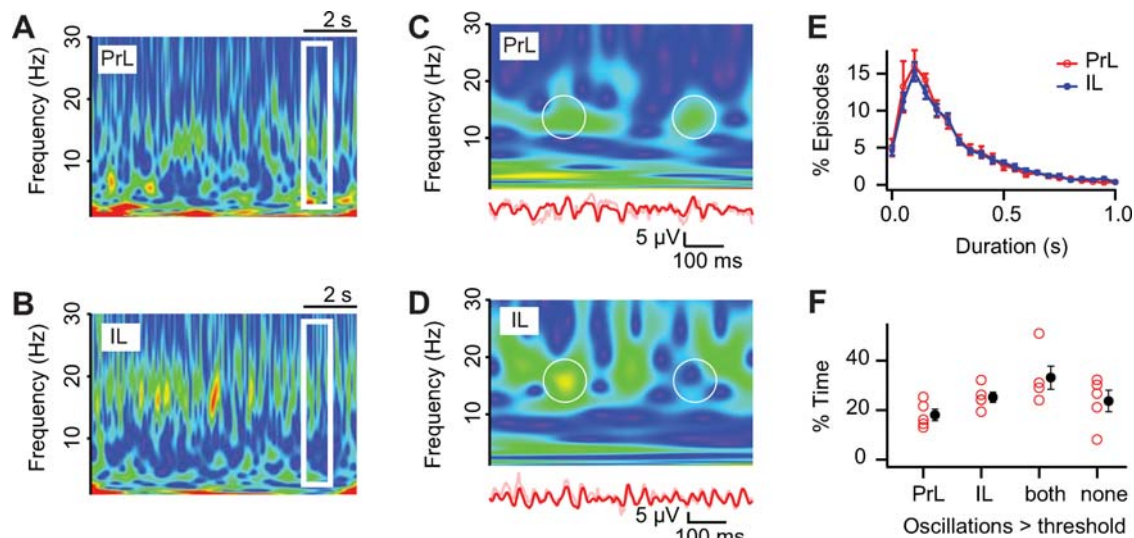 A
2 s
PrL
Frequency (Hz)
30
20
10
B
2 s
IL
Frequency (Hz)
30
20
10
C
PrL
Frequency (Hz)
30
20
10
5 µV
100 ms
D
IL
Frequency (Hz)
30
20
10
5 µV
100 ms
E
PrL
IL
% Episodes
15
10
5
0
0.0 0.5 1.0
Duration (s)
F
% Time
40
20
0
PrL IL both none
Oscillations > threshold